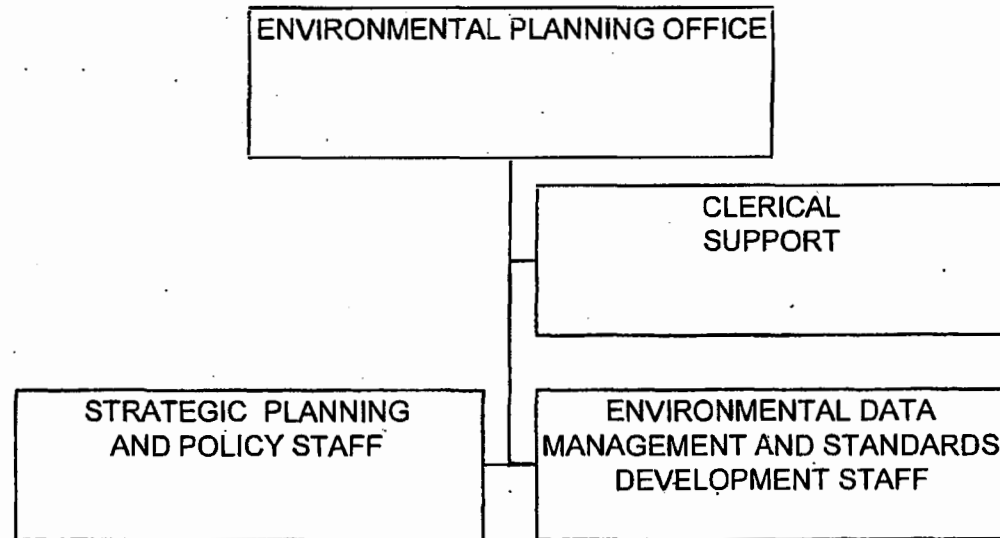 ENVIRONMENTAL PLANNING OFFICE
CLERICAL
SUPPORT
STRATEGIC PLANNING
AND POLICY STAFF
ENVIRONMENTAL DATA
MANAGEMENT AND STANDARDS
DEVELOPMENT STAFF